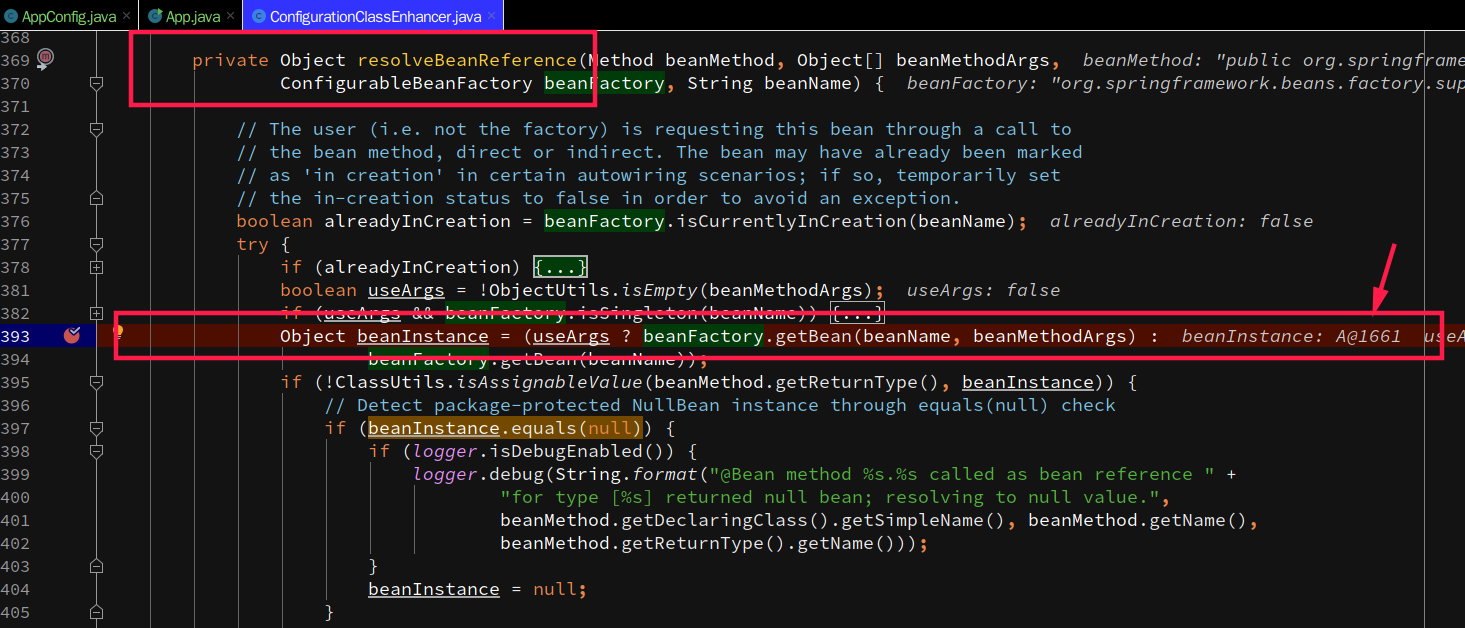 AppConfig.java × App.java × ConfigurationClassEnhancer.java ×
368
369 private Object resolveBeanReference(Method beanMethod, Object[] beanMethodArgs, beanMethod: "public org.springframe
370 ConfigurableBeanFactory beanFactory, String beanName) { beanFactory: "org.springframework.beans.factory.sup
371
372 // The user (i.e. not the factory) is requesting this bean through a call to
373 // the bean method, direct or indirect. The bean may have already been marked
374 // as 'in creation' in certain autowiring scenarios; if so, temporarily set
375 // the in-creation status to false in order to avoid an exception.
376 boolean alreadyInCreation = beanFactory.isCurrentlyInCreation(beanName); alreadyInCreation: false
377 try {
378 if (alreadyInCreation) {...}
381 boolean useArgs = !ObjectUtils.isEmpty(beanMethodArgs); useArgs: false
382 if (useArgs && beanFactory.isSingleton(beanName)) {...}
393 Object beanInstance = (useArgs ? beanFactory.getBean(beanName, beanMethodArgs) : beanInstance: A@1661 useA
394 beanFactory.getBean(beanName));
395 if (!ClassUtils.isAssignableValue(beanMethod.getReturnType(), beanInstance)) {
396 // Detect package-protected NullBean instance through equals(null) check
397 if (beanInstance.equals(null)) {
398 if (logger.isDebugEnabled()) {
399 logger.debug(String.format("@Bean method %s.%s called as bean reference " +
400 "for type [%s] returned null bean; resolving to null value.",
401 beanMethod.getDeclaringClass().getSimpleName(), beanMethod.getName(),
402 beanMethod.getReturnType().getName()));
403 }
404 beanInstance = null;
405 }